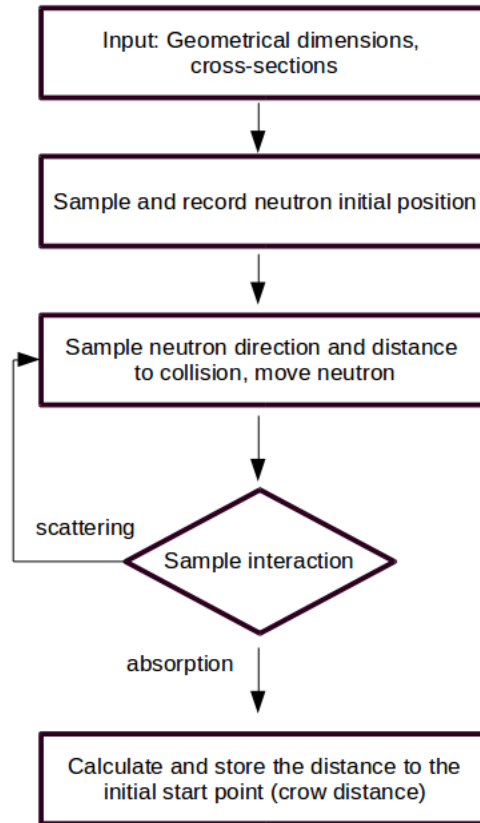 Input: Geometrical dimensions,
cross-sections
Sample and record neutron initial position
Sample neutron direction and distance
to collision, move neutron
scattering
Sample interaction
absorption
Calculate and store the distance to the
initial start point (crow distance)